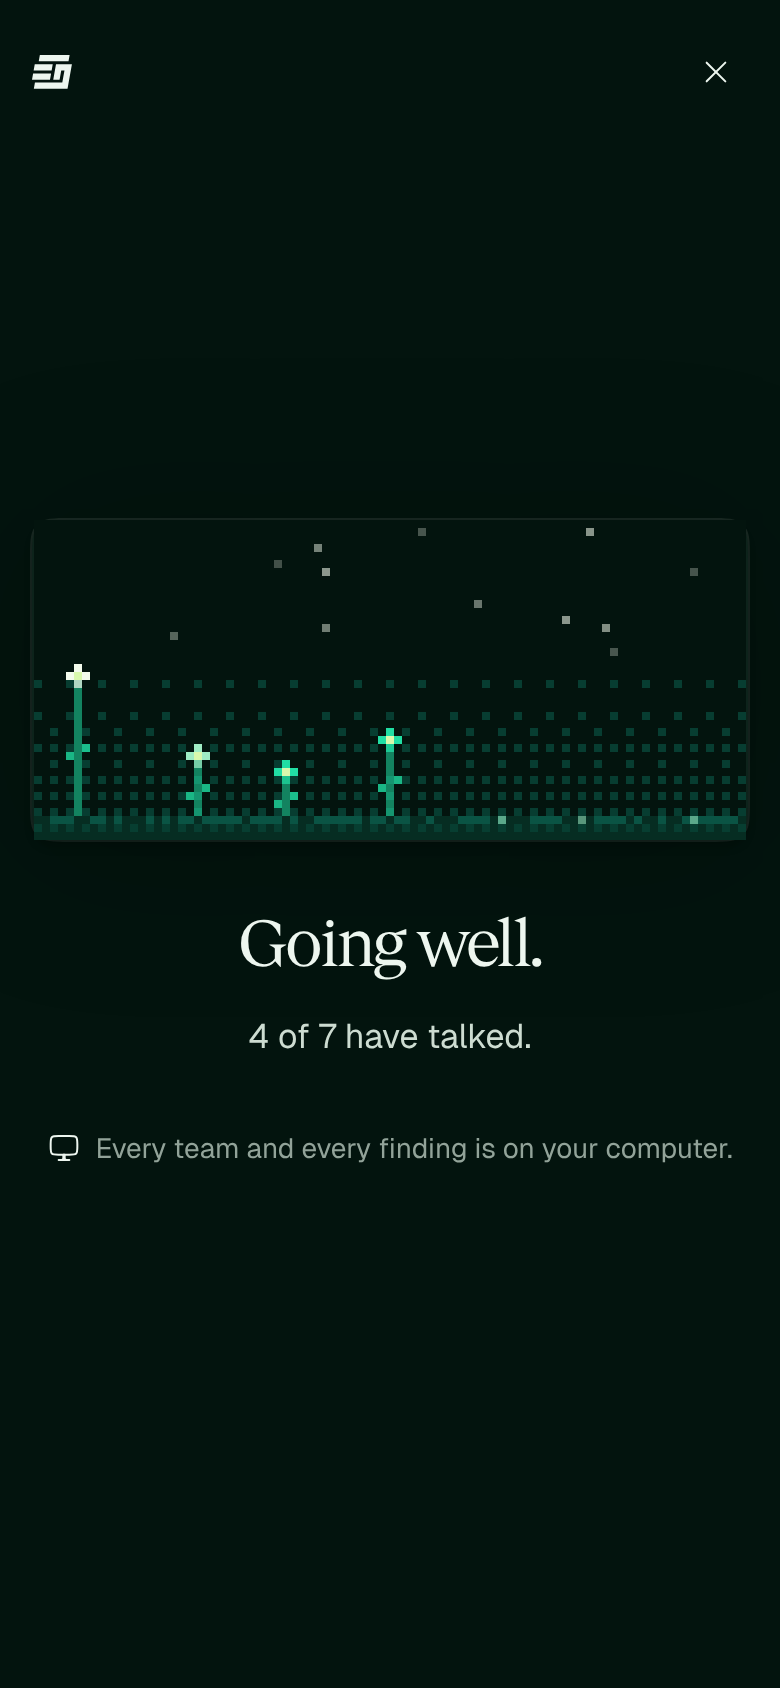 Going well.
4 of 7 have talked.
Every team and every finding is on your computer.